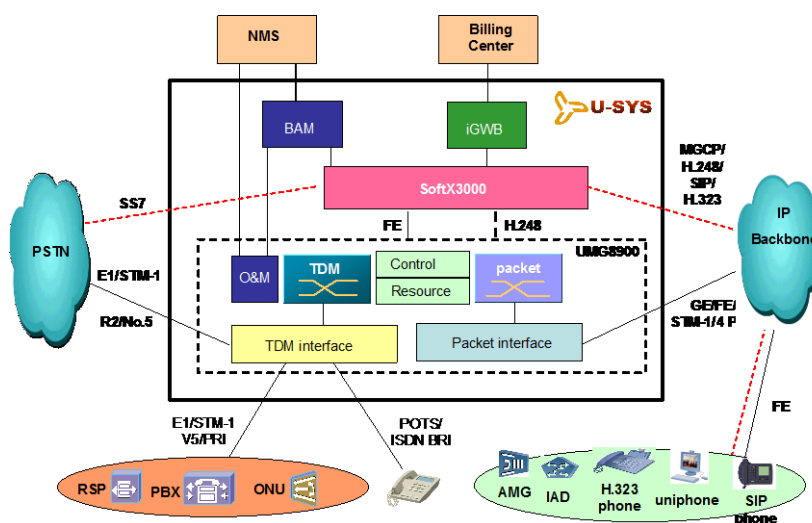 NMS
Billing
Center
U-SYS
BAM
iGWB
MGCP/
H.248/
SIP/
H.323
SoftX3000
SS7
IP
Backbone
PSTN
FE
H.248
UMG8900
E1/STM-1
O&M
TDM
Control
Resource
packet
R2/No.5
GE/FE/
STM-1/4 P
TDM interface
Packet interface
E1/STM-1
V5/PRI
POTS/
ISDN BRI
FE
RSP
PBX
ONU
AMG
IAD
H.323
phone
uniphone
SIP
phone